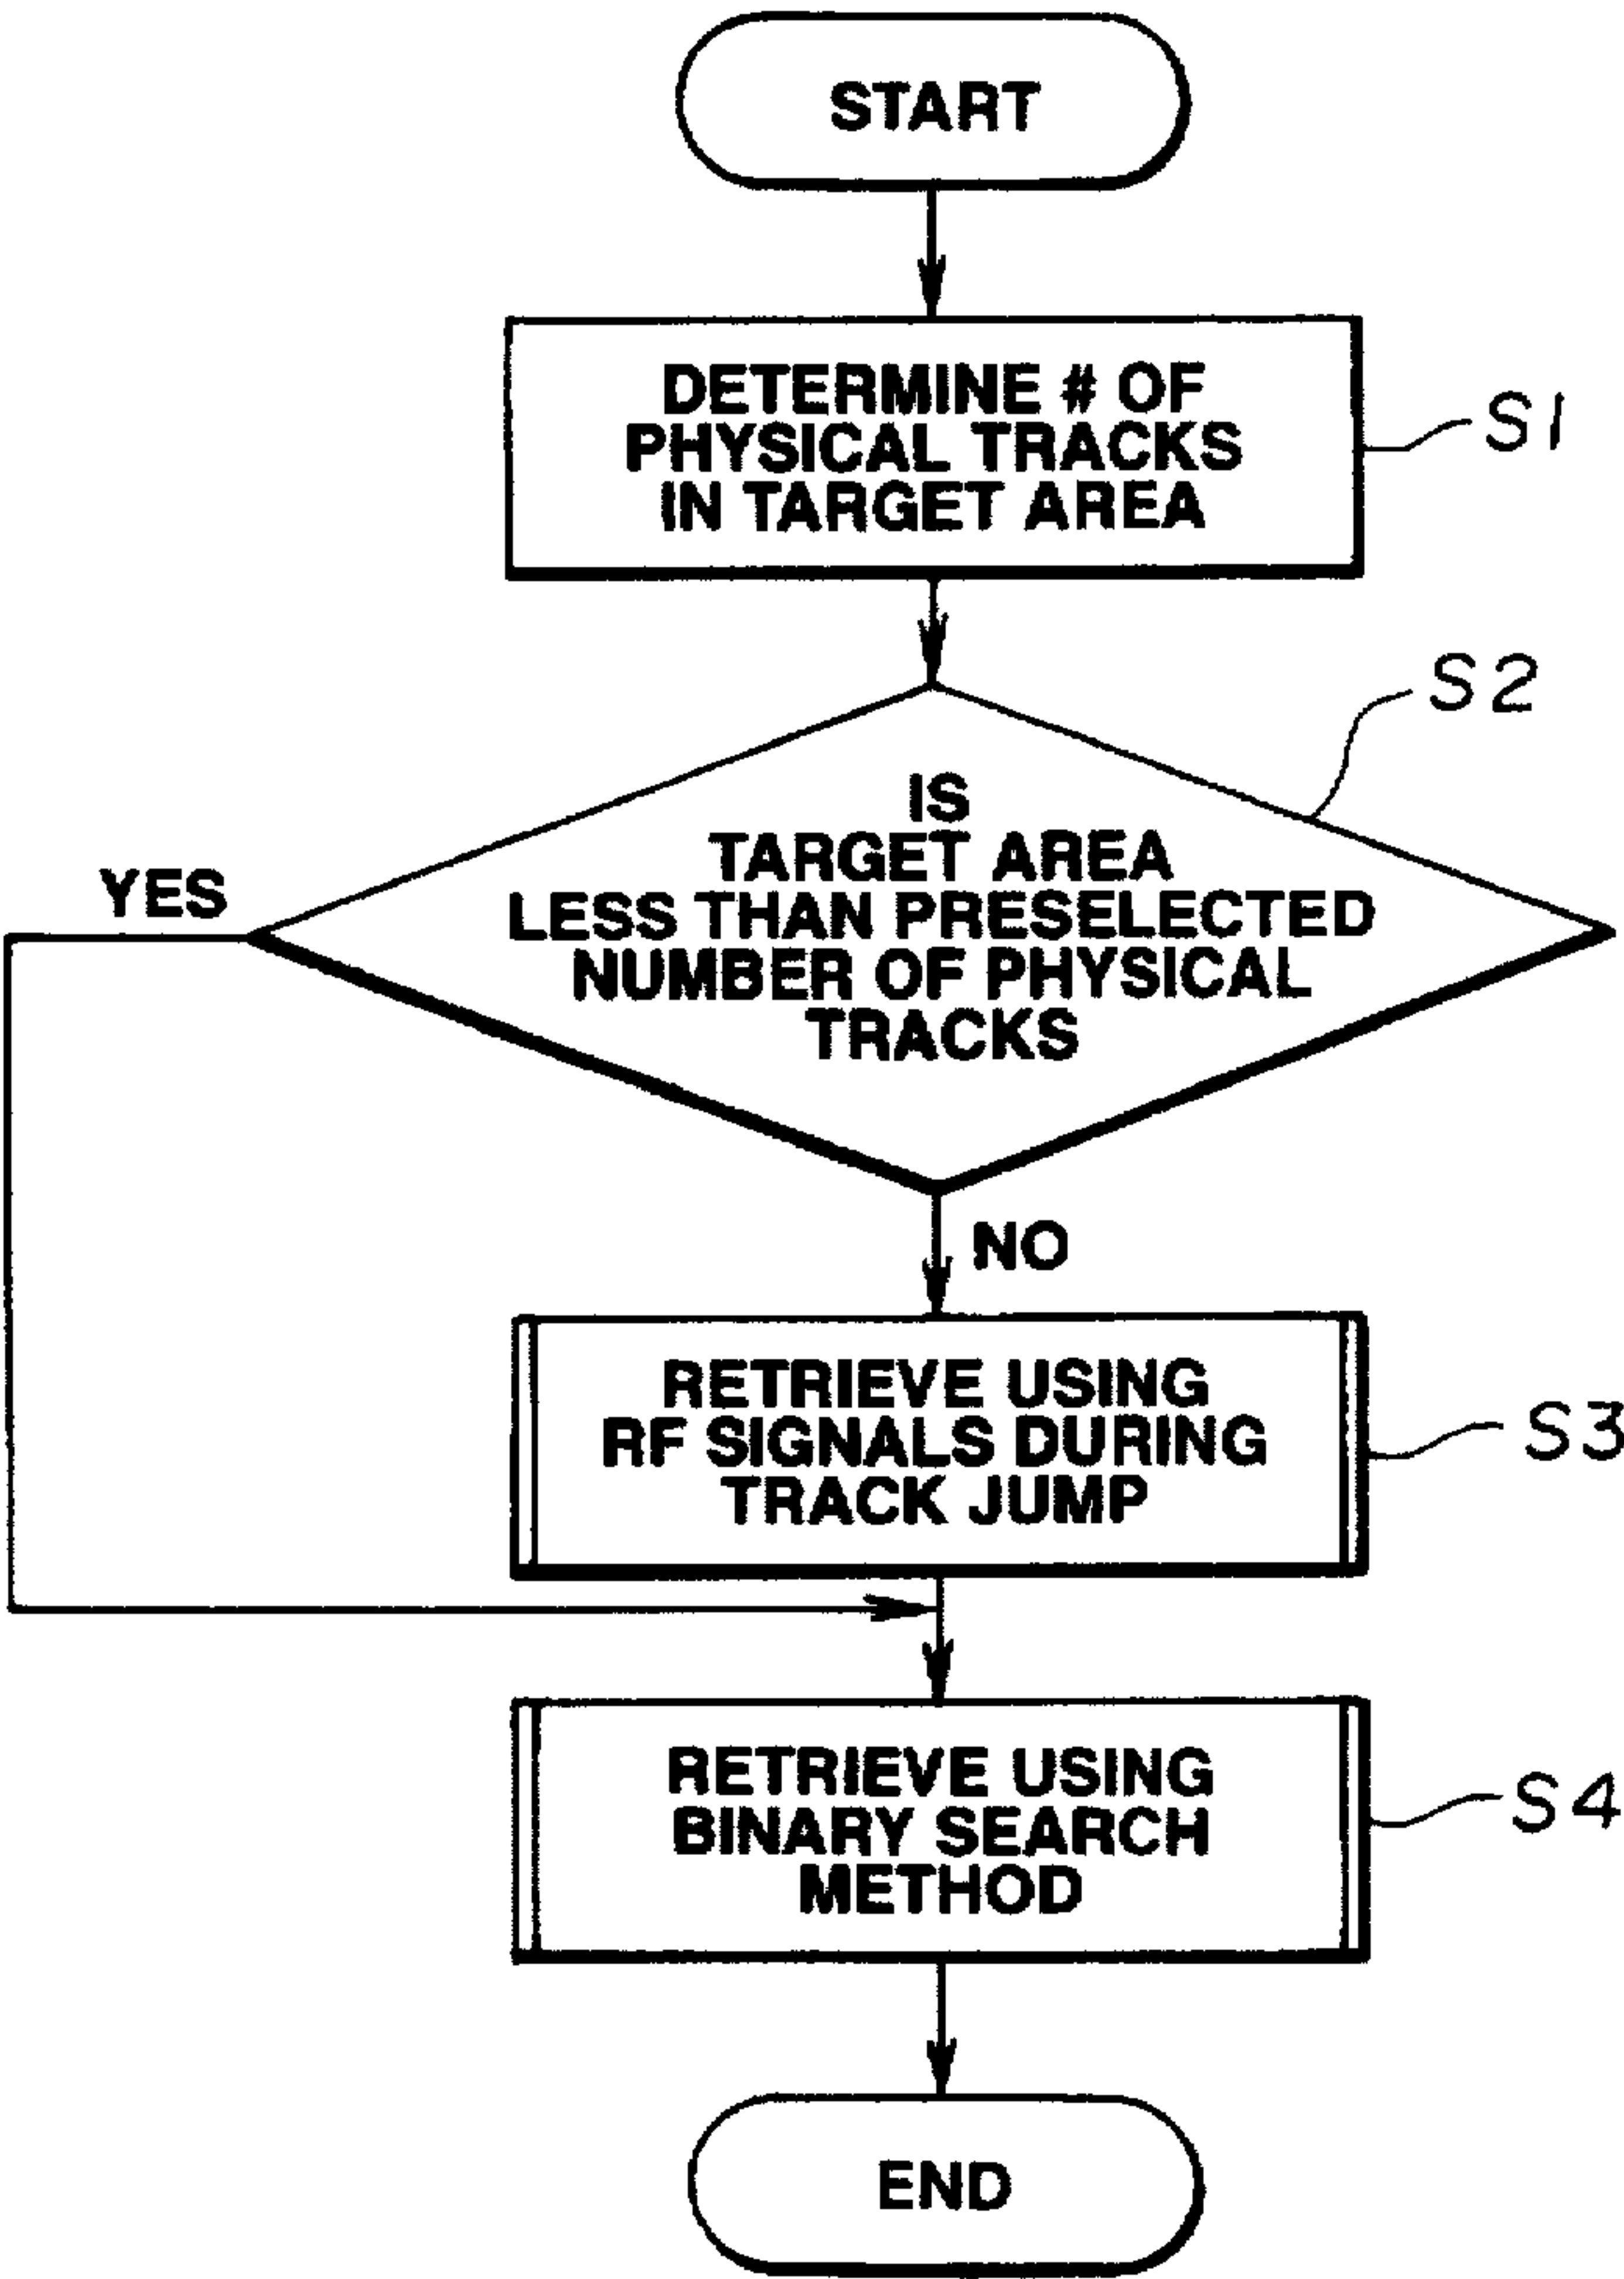 START
DETERMINE # OF
PHYSICAL TRACKS
IN TARGET AREA
S1
S2
IS
TARGET AREA
LESS THAN PRESELECTED
NUMBER OF PHYSICAL
TRACKS
YES
NO
RETRIEVE USING
RF SIGNALS DURING
TRACK JUMP
S3
RETRIEVE USING
BINARY SEARCH
METHOD
S4
END